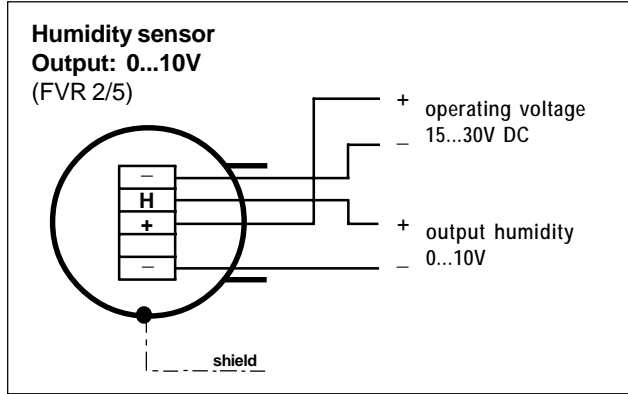 Humidity sensor
Output: 0...10V
(FVR 2/5)
+ operating voltage
– 15...30V DC
–
H
+
–
+ output humidity
0...10V
–
shield